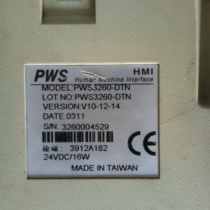 PWS HMI
Human Machine Interface
MODEL:PWS3260-DTN
LOT NO:PWS3260-DTN
VERSION:V10-12-14
DATE 0311
S/N: 3260004529
3912A182
24VDC/16W
MADE IN TAIWAN